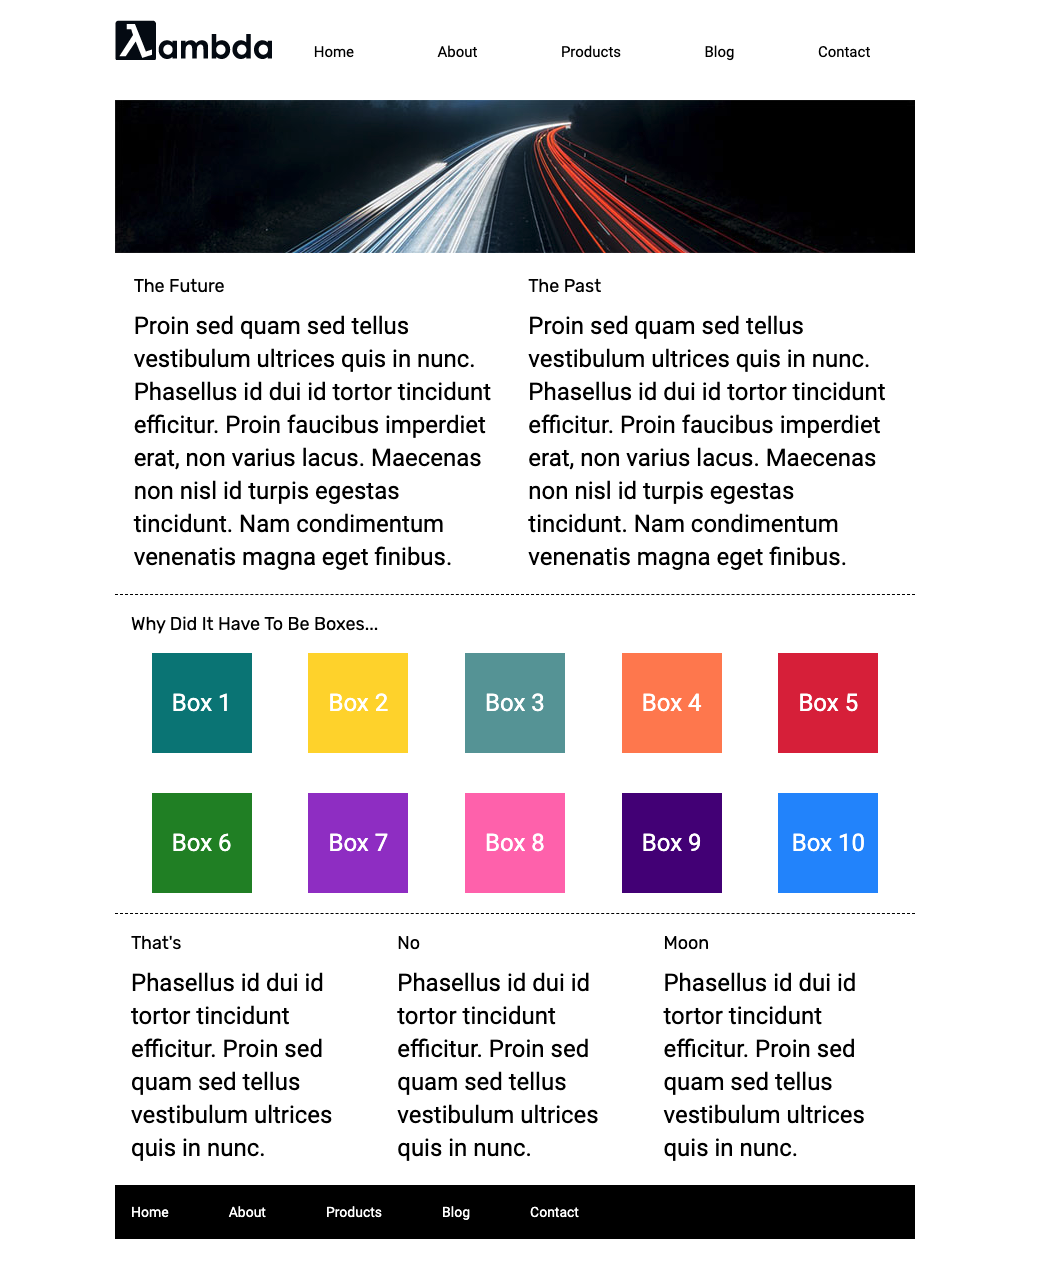 λambda
Home About Products Blog Contact
The Future
Proin sed quam sed tellus
vestibulum ultrices quis in nunc.
Phasellus id dui id tortor tincidunt
efficitur. Proin faucibus imperdiet
erat, non varius lacus. Maecenas
non nisl id turpis egestas
tincidunt. Nam condimentum
venenatis magna eget finibus.
The Past
Proin sed quam sed tellus
vestibulum ultrices quis in nunc.
Phasellus id dui id tortor tincidunt
efficitur. Proin faucibus imperdiet
erat, non varius lacus. Maecenas
non nisl id turpis egestas
tincidunt. Nam condimentum
venenatis magna eget finibus.
Why Did It Have To Be Boxes...
Box 1 Box 2 Box 3 Box 4 Box 5
Box 6 Box 7 Box 8 Box 9 Box 10
That's
Phasellus id dui id
tortor tincidunt
efficitur. Proin sed
quam sed tellus
vestibulum ultrices
quis in nunc.
No
Phasellus id dui id
tortor tincidunt
efficitur. Proin sed
quam sed tellus
vestibulum ultrices
quis in nunc.
Moon
Phasellus id dui id
tortor tincidunt
efficitur. Proin sed
quam sed tellus
vestibulum ultrices
quis in nunc.
Home About Products Blog Contact